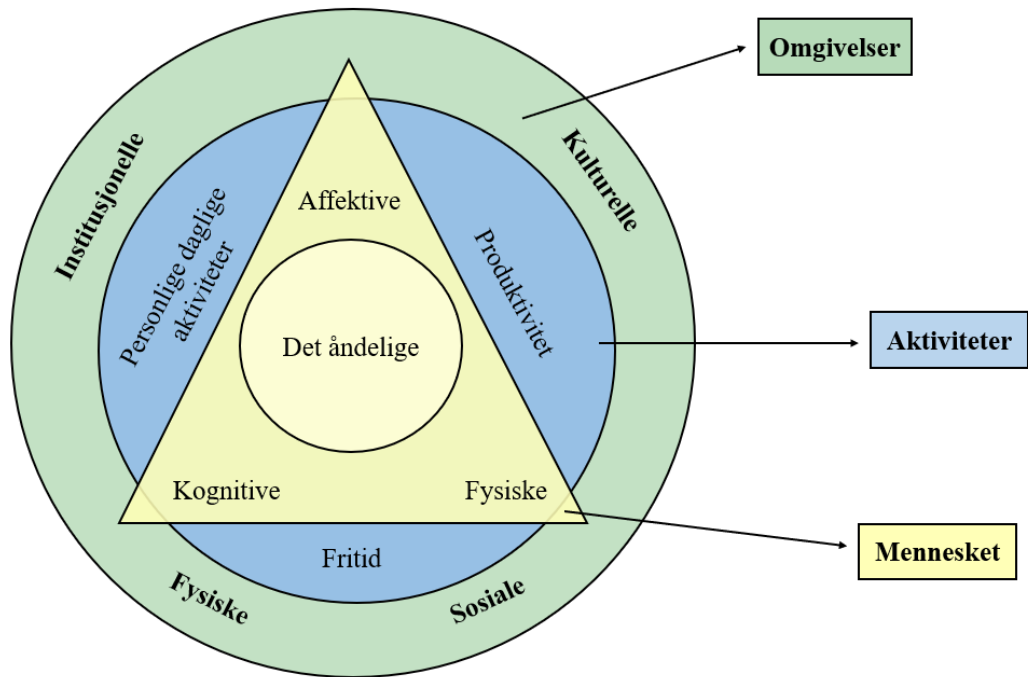 Omgivelser
Institusjonelle
Kulturelle
Affektive
Personlige daglige
aktiviteter
Produktivitet
Det åndelige
Aktiviteter
Kognitive
Fysiske
Fritid
Mennesket
Fysiske
Sosiale